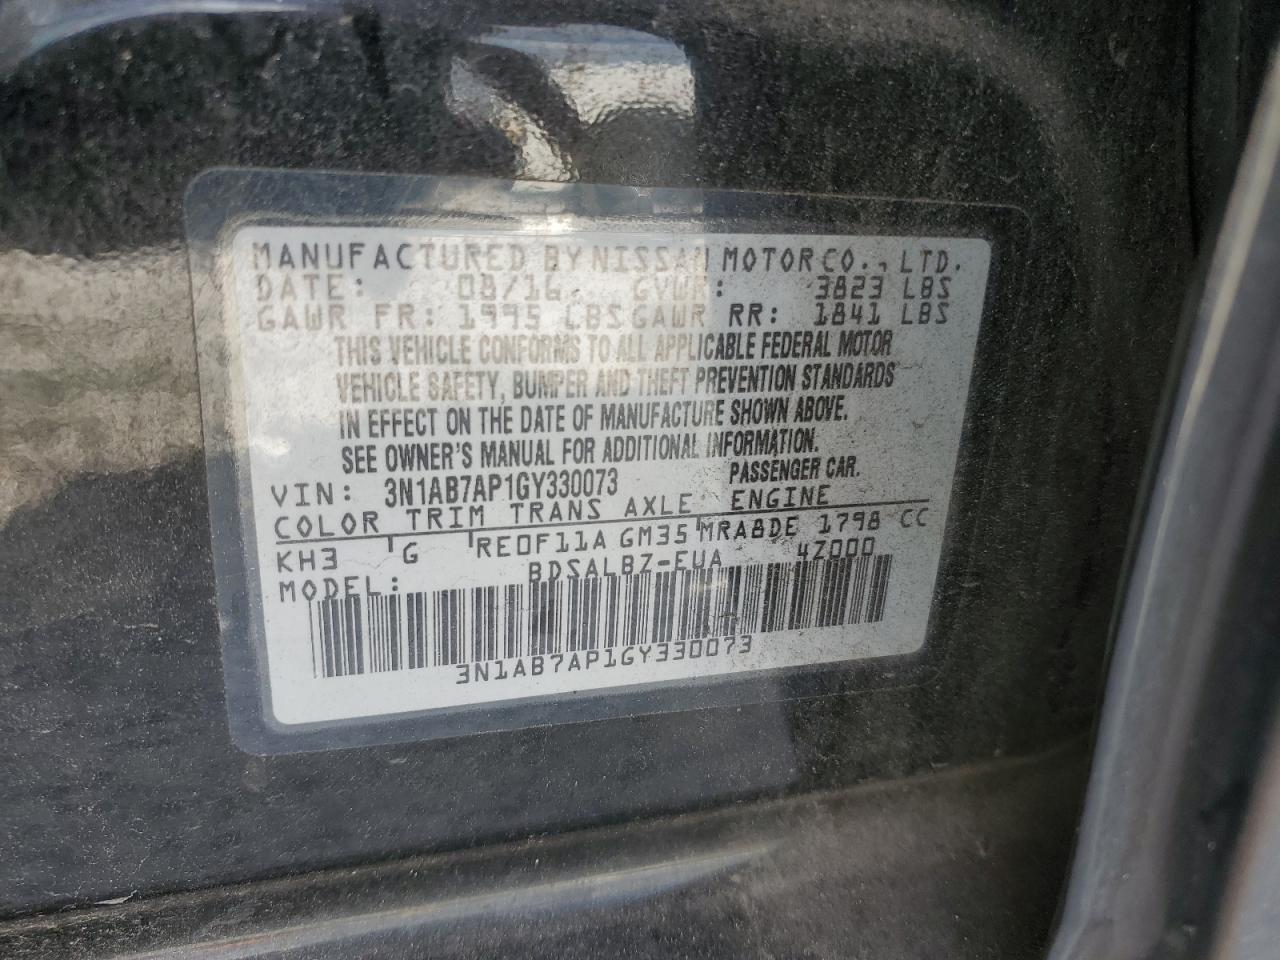 MANUFACTURED BY NISSAN MOTOR CO., LTD.
DATE: 08/16 GVWR: 3823 LBS
GAWR FR: 1995 LBS GAWR RR: 1841 LBS
THIS VEHICLE CONFORMS TO ALL APPLICABLE FEDERAL MOTOR
VEHICLE SAFETY, BUMPER AND THEFT PREVENTION STANDARDS
IN EFFECT ON THE DATE OF MANUFACTURE SHOWN ABOVE.
SEE OWNER'S MANUAL FOR ADDITIONAL INFORMATION.
VIN: 3N1AB7AP1GY330073 PASSENGER CAR.
COLOR TRIM TRANS AXLE ENGINE
KH3 G RE0F11A GM35 MRA8DE 1798 CC
MODEL: BDSALBZ-EUA 4Z000
3N1AB7AP1GY330073